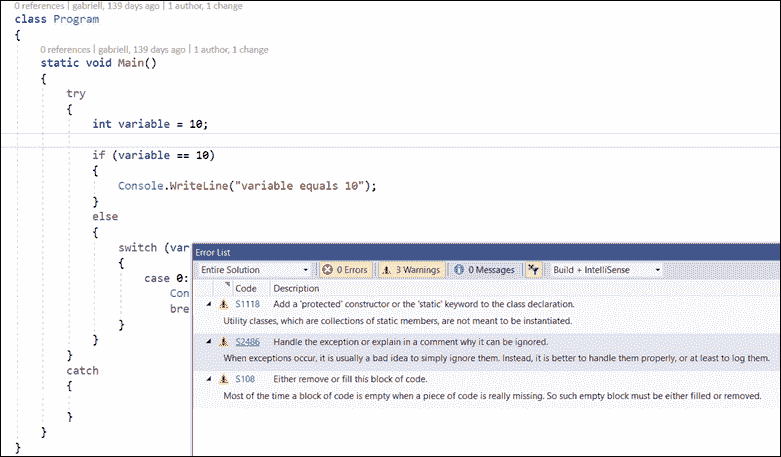 0 references | gabriell, 139 days ago | 1 author, 1 change
class Program
{
0 references | gabriell, 139 days ago | 1 author, 1 change
static void Main()
{
try
{
int variable = 10;
if (variable == 10)
{
Console.WriteLine("variable equals 10");
}
else
{
switch (var
{
case 0:
Con
bre
}
}
}
catch
{
}
}
}
Error List
Entire Solution 0 Errors 3 Warnings 0 Messages Build + IntelliSense
Code Description
S1118 Add a 'protected' constructor or the 'static' keyword to the class declaration.
Utility classes, which are collections of static members, are not meant to be instantiated.
S2486 Handle the exception or explain in a comment why it can be ignored.
When exceptions occur, it is usually a bad idea to simply ignore them. Instead, it is better to handle them properly, or at least to log them.
S108 Either remove or fill this block of code.
Most of the time a block of code is empty when a piece of code is really missing. So such empty block must be either filled or removed.